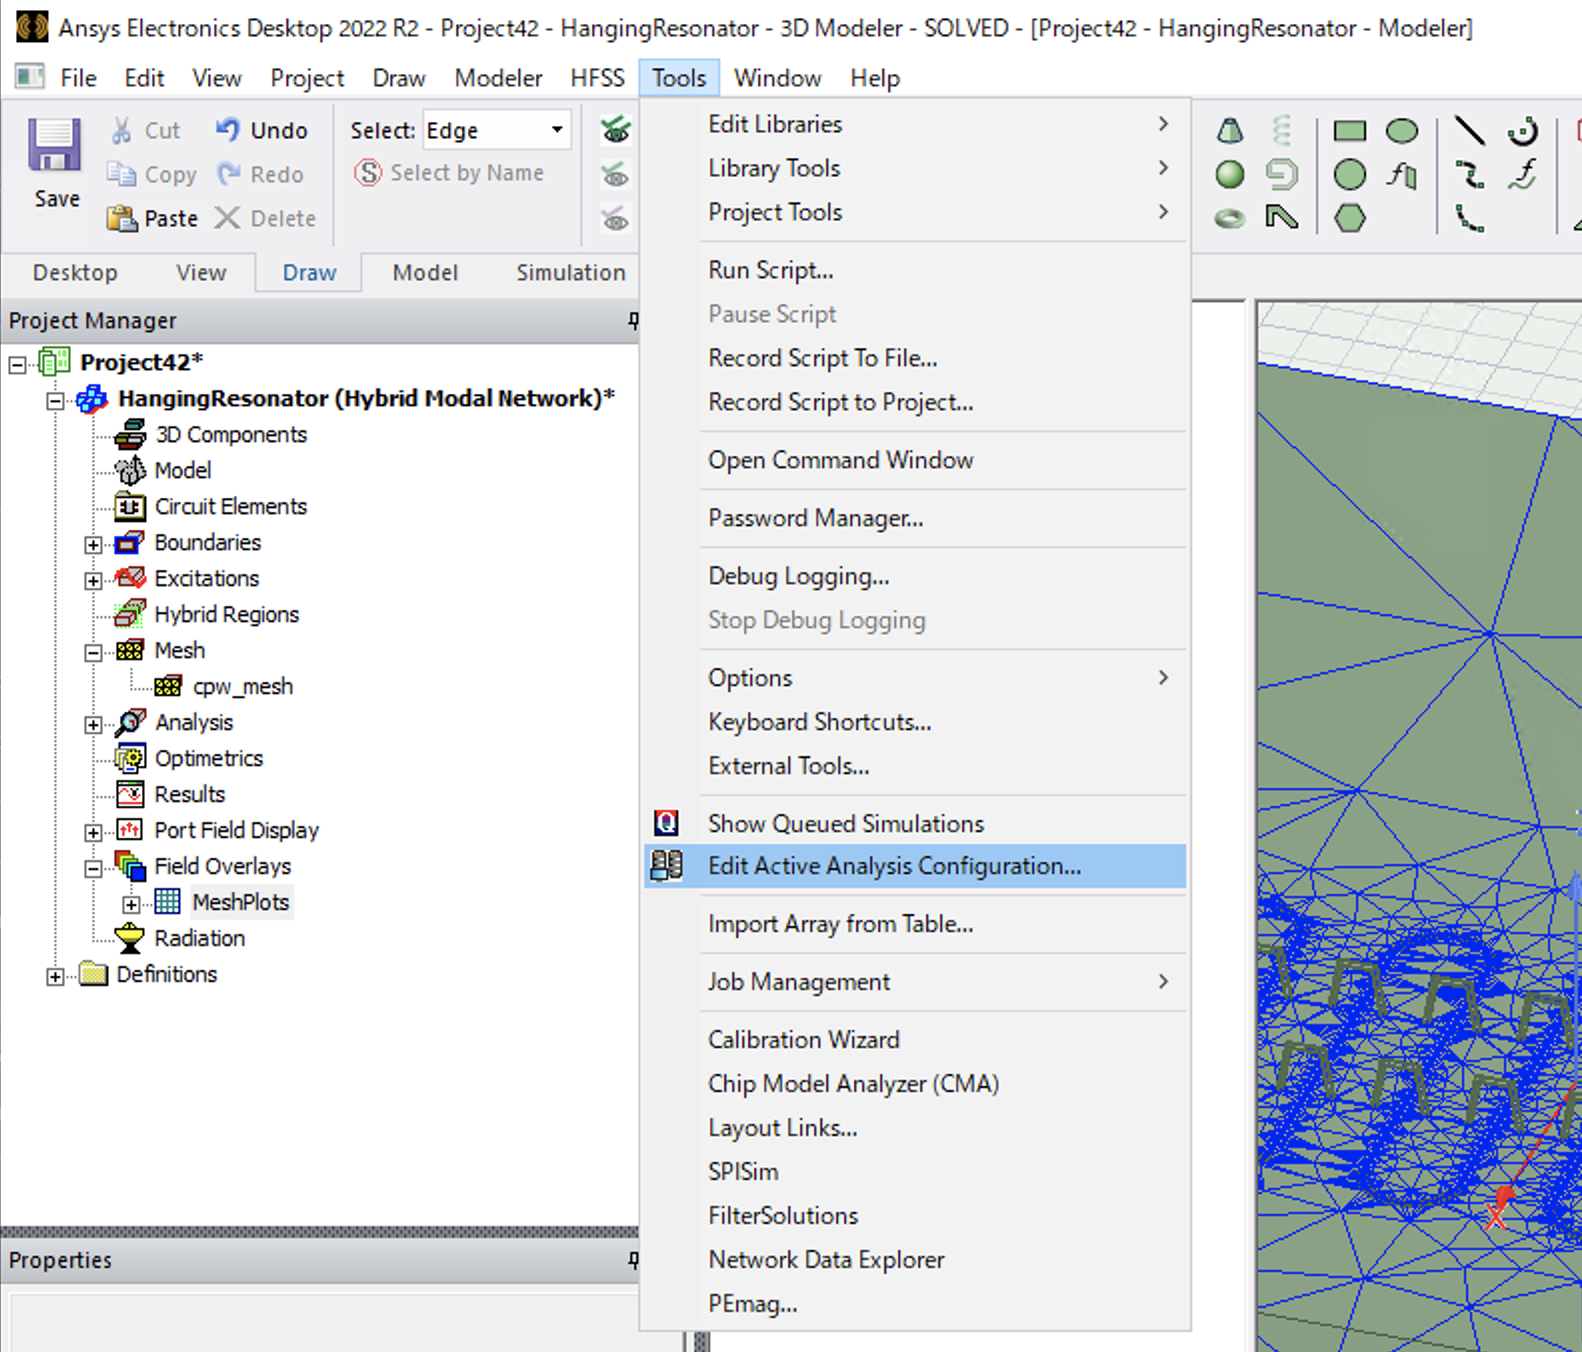 Ansys Electronics Desktop 2022 R2 - Project42 - HangingResonator - 3D Modeler - SOLVED - [Project42 - HangingResonator - Modeler]
File Edit View Project Draw Modeler HFSS Tools Window Help
Save
Cut
Copy
Paste
Undo
Redo
Delete
Select: Edge
Select by Name
Desktop View Draw Model Simulation
Project Manager
Project42*
HangingResonator (Hybrid Modal Network)*
3D Components
Model
Circuit Elements
Boundaries
Excitations
Hybrid Regions
Mesh
cpw_mesh
Analysis
Optimetrics
Results
Port Field Display
Field Overlays
MeshPlots
Radiation
Definitions
Properties
Edit Libraries
Library Tools
Project Tools
Run Script...
Pause Script
Record Script To File...
Record Script to Project...
Open Command Window
Password Manager...
Debug Logging...
Stop Debug Logging
Options
Keyboard Shortcuts...
External Tools...
Show Queued Simulations
Edit Active Analysis Configuration...
Import Array from Table...
Job Management
Calibration Wizard
Chip Model Analyzer (CMA)
Layout Links...
SPISim
FilterSolutions
Network Data Explorer
PEmag...
X